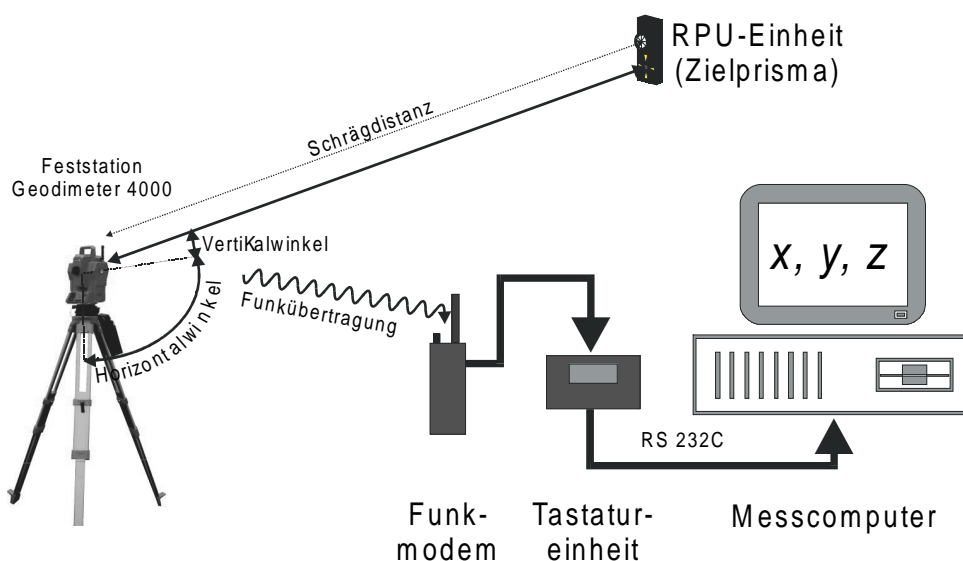 RPU-Einheit
(Zielprisma)
Schrägdistanz
Feststation
Geodimeter 4000
VertiKalwinkel
Horizontalwinkel
Funkübertragung
x, y, z
RS 232C
Funk-
modem
Tastatur-
einheit
Messcomputer